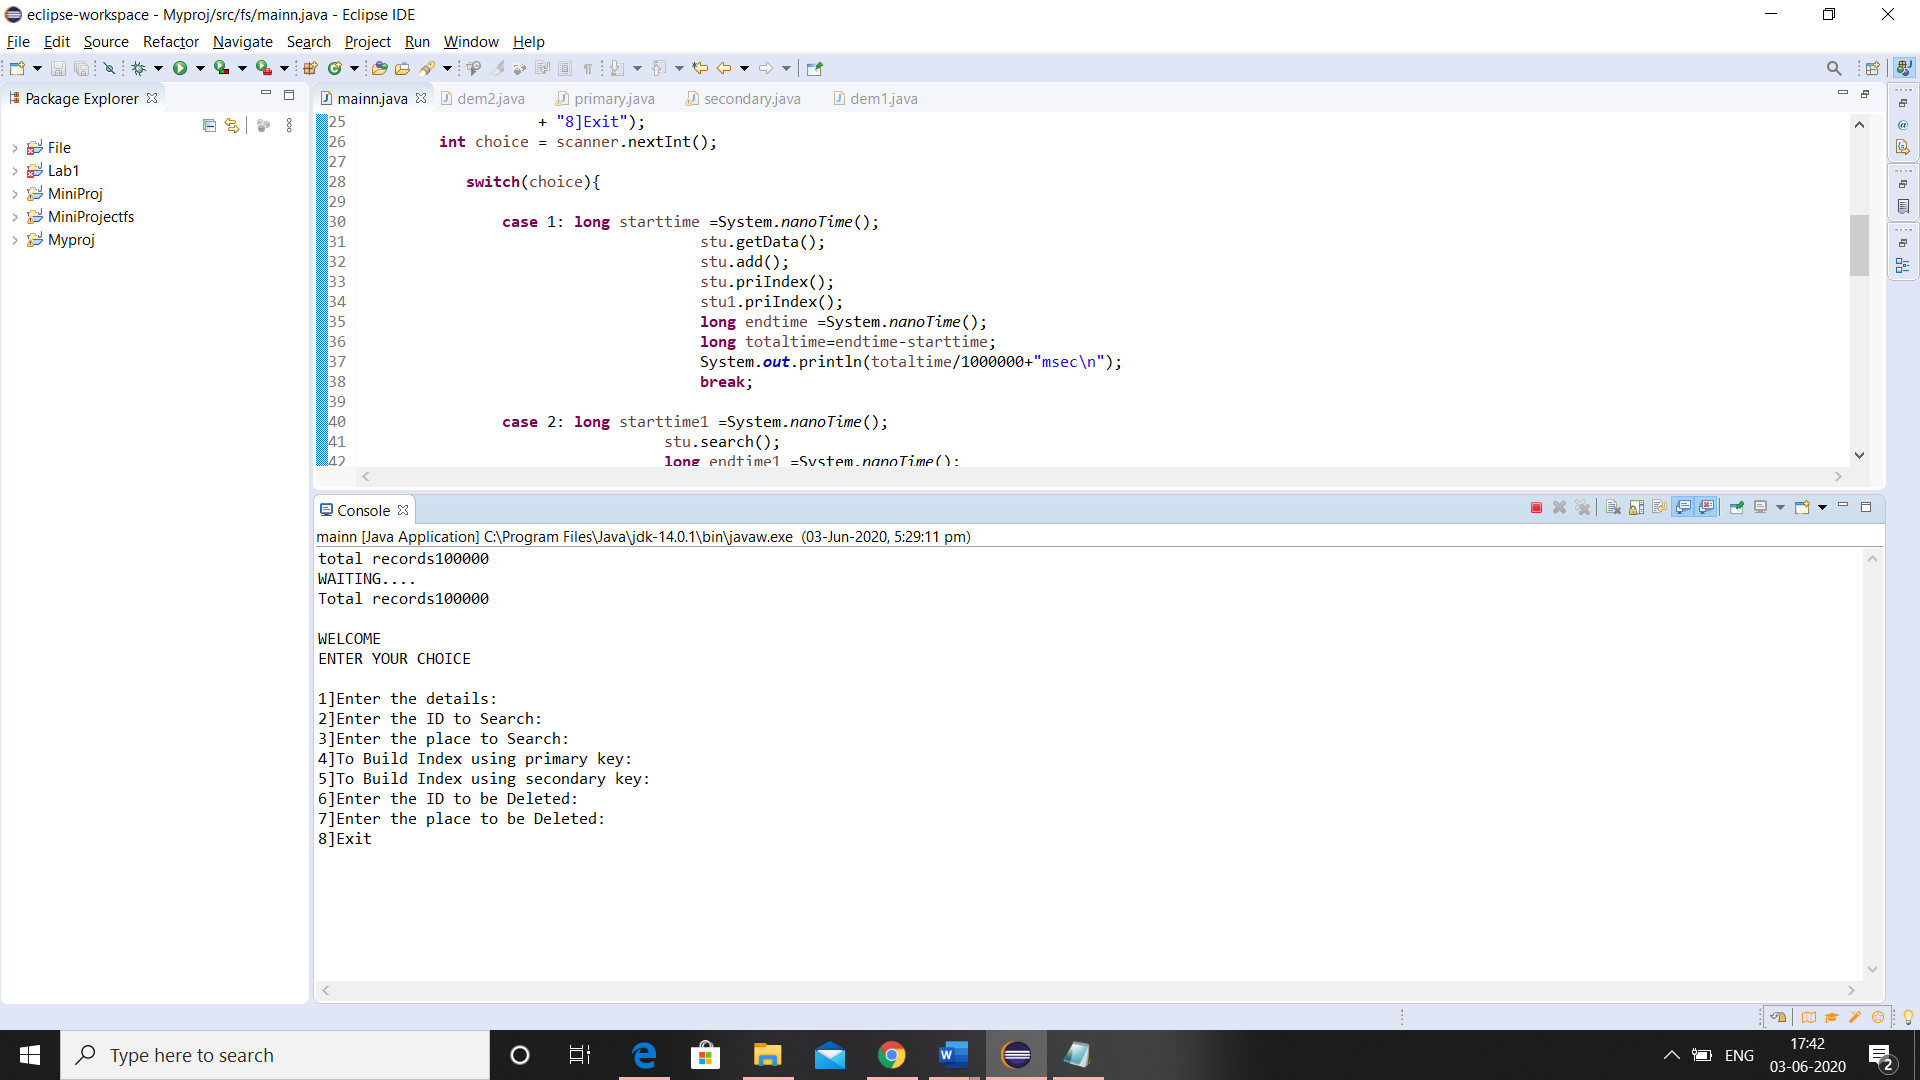 eclipse-workspace - Myproj/src/fs/mainn.java - Eclipse IDE
File Edit Source Refactor Navigate Search Project Run Window Help
Package Explorer
mainn.java dem2.java primary.java secondary.java dem1.java
File
Lab1
MiniProj
MiniProjectfs
Myproj
25 + "8]Exit");
26 int choice = scanner.nextInt();
27
28 switch(choice){
29
30 case 1: long starttime =System.nanoTime();
31 stu.getData();
32 stu.add();
33 stu.priIndex();
34 stu1.priIndex();
35 long endtime =System.nanoTime();
36 long totaltime=endtime-starttime;
37 System.out.println(totaltime/1000000+"msec\n");
38 break;
39
40 case 2: long starttime1 =System.nanoTime();
41 stu.search();
42 long endtime1 =System.nanoTime();
Console
mainn [Java Application] C:\Program Files\Java\jdk-14.0.1\bin\javaw.exe (03-Jun-2020, 5:29:11 pm)
total records100000
WAITING....
Total records100000
WELCOME
ENTER YOUR CHOICE
1]Enter the details:
2]Enter the ID to Search:
3]Enter the place to Search:
4]To Build Index using primary key:
5]To Build Index using secondary key:
6]Enter the ID to be Deleted:
7]Enter the place to be Deleted:
8]Exit
Type here to search
ENG
17:42
03-06-2020
2